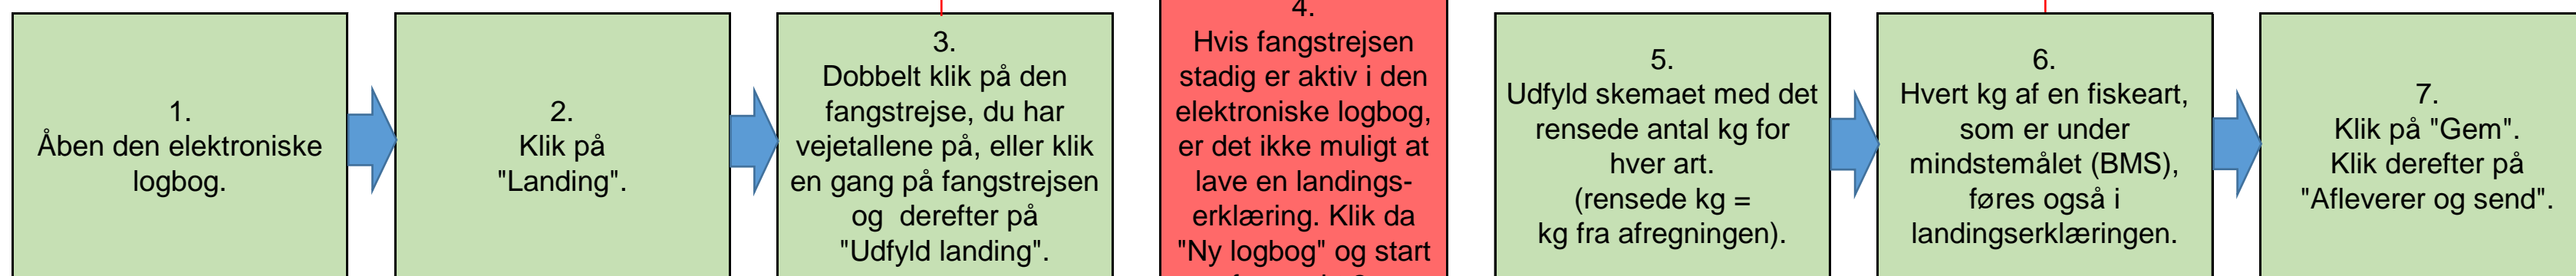 1.
Åben den elektroniske
logbog.
2.
Klik på
"Landing".
3.
Dobbelt klik på den
fangstrejse, du har
vejetallene på, eller klik
en gang på fangstrejsen
og derefter på
"Udfyld landing".
4.
Hvis fangstrejsen
stadig er aktiv i den
elektroniske logbog,
er det ikke muligt at
lave en landings-
erklæring. Klik da
"Ny logbog" og start
5.
Udfyld skemaet med det
rensede antal kg for
hver art.
(rensede kg =
kg fra afregningen).
6.
Hvert kg af en fiskeart,
som er under
mindstemålet (BMS),
føres også i
landingserklæringen.
7.
Klik på "Gem".
Klik derefter på
"Afleverer og send".